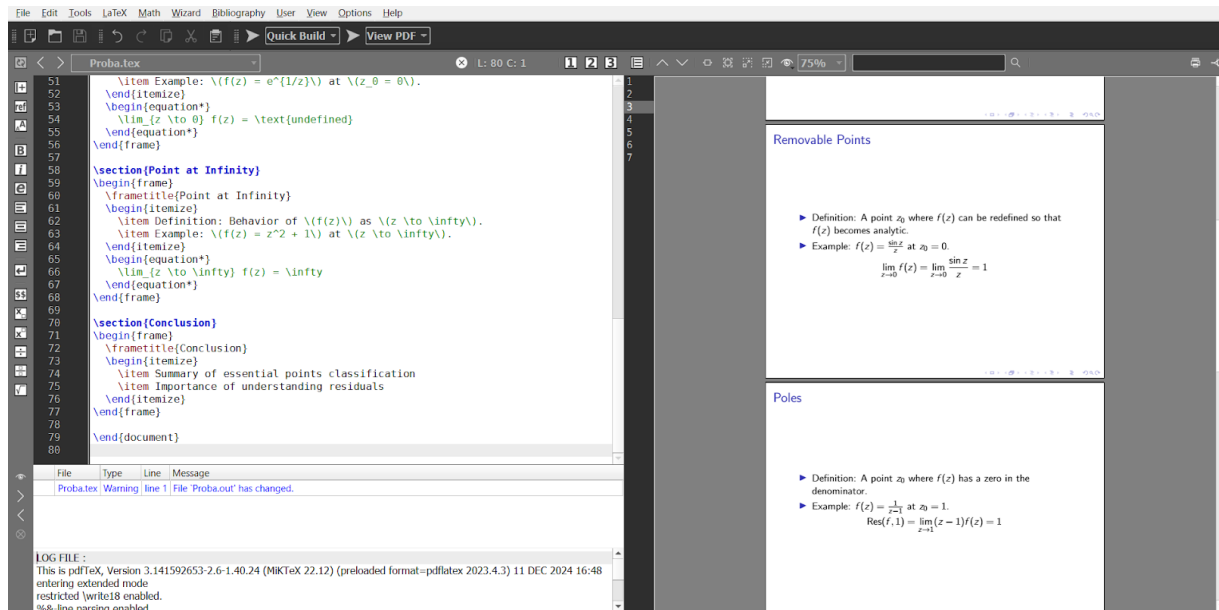 File Edit Tools LaTeX Math Wizard Bibliography User View Options Help
Quick Build View PDF
Proba.tex L: 80 C: 1 1 2 3 75%
ref
51 \item Example: \(f(z) = e^{1/z}\) at \(z_0 = 0\).
52 \end{itemize}
53 \begin{equation*}
54 \lim_{z \to 0} f(z) = \text{undefined}
55 \end{equation*}
56 \end{frame}
57
58 \section{Point at Infinity}
59 \begin{frame}
60 \frametitle{Point at Infinity}
61 \begin{itemize}
62 \item Definition: Behavior of \(f(z)\) as \(z \to \infty\).
63 \item Example: \(f(z) = z^2 + 1\) at \(z \to \infty\).
64 \end{itemize}
65 \begin{equation*}
66 \lim_{z \to \infty} f(z) = \infty
67 \end{equation*}
68 \end{frame}
69
70 \section{Conclusion}
71 \begin{frame}
72 \frametitle{Conclusion}
73 \begin{itemize}
74 \item Summary of essential points classification
75 \item Importance of understanding residuals
76 \end{itemize}
77 \end{frame}
78
79 \end{document}
80
File Type Line Message
Proba.tex Warning line 1 File 'Proba.out' has changed.
LOG FILE :
This is pdfTeX, Version 3.141592653-2.6-1.40.24 (MiKTeX 22.12) (preloaded format=pdflatex 2023.4.3) 11 DEC 2024 16:48
entering extended mode
restricted \write18 enabled.
%&-line parsing enabled.
1
2
3
4
5
6
7
Removable Points
Definition: A point z₀ where f(z) can be redefined so that
f(z) becomes analytic.
Example: f(z) = sin z / z at z₀ = 0.
lim z→0 f(z) = lim z→0 sin z / z = 1
Poles
Definition: A point z₀ where f(z) has a zero in the
denominator.
Example: f(z) = 1/(z−1) at z₀ = 1.
Res(f, 1) = lim z→1 (z − 1)f(z) = 1